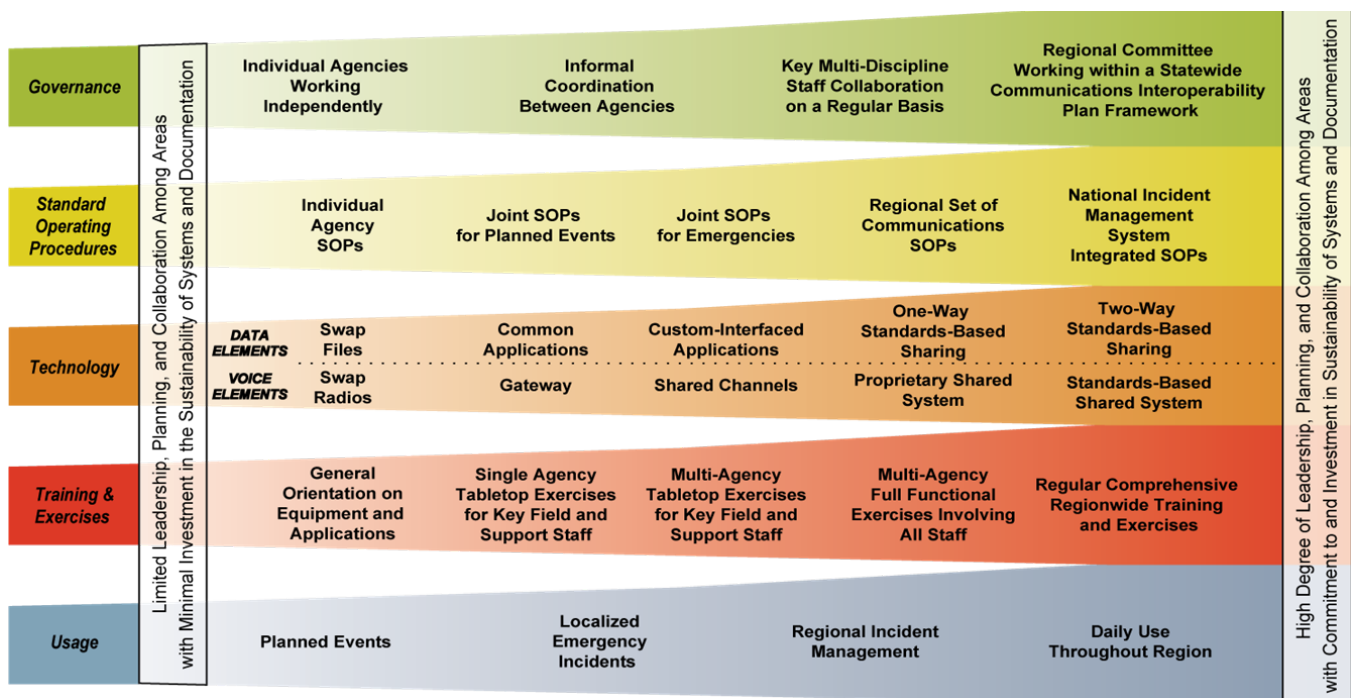 Limited Leadership, Planning, and Collaboration Among Areas
with Minimal Investment in the Sustainability of Systems and Documentation
Governance
Individual Agencies
Working
Independently
Informal
Coordination
Between Agencies
Key Multi-Discipline
Staff Collaboration
on a Regular Basis
Regional Committee
Working within a Statewide
Communications Interoperability
Plan Framework
Standard
Operating
Procedures
Individual
Agency
SOPs
Joint SOPs
for Planned Events
Joint SOPs
for Emergencies
Regional Set of
Communications
SOPs
National Incident
Management
System
Integrated SOPs
Technology
DATA
ELEMENTS
Swap
Files
Common
Applications
Custom-Interfaced
Applications
One-Way
Standards-Based
Sharing
Two-Way
Standards-Based
Sharing
VOICE
ELEMENTS
Swap
Radios
Gateway
Shared Channels
Proprietary Shared
System
Standards-Based
Shared System
Training &
Exercises
General
Orientation on
Equipment and
Applications
Single Agency
Tabletop Exercises
for Key Field and
Support Staff
Multi-Agency
Tabletop Exercises
for Key Field and
Support Staff
Multi-Agency
Full Functional
Exercises Involving
All Staff
Regular Comprehensive
Regionwide Training
and Exercises
Usage
Planned Events
Localized
Emergency
Incidents
Regional Incident
Management
Daily Use
Throughout Region
High Degree of Leadership, Planning, and Collaboration Among Areas
with Commitment to and Investment in Sustainability of Systems and Documentation